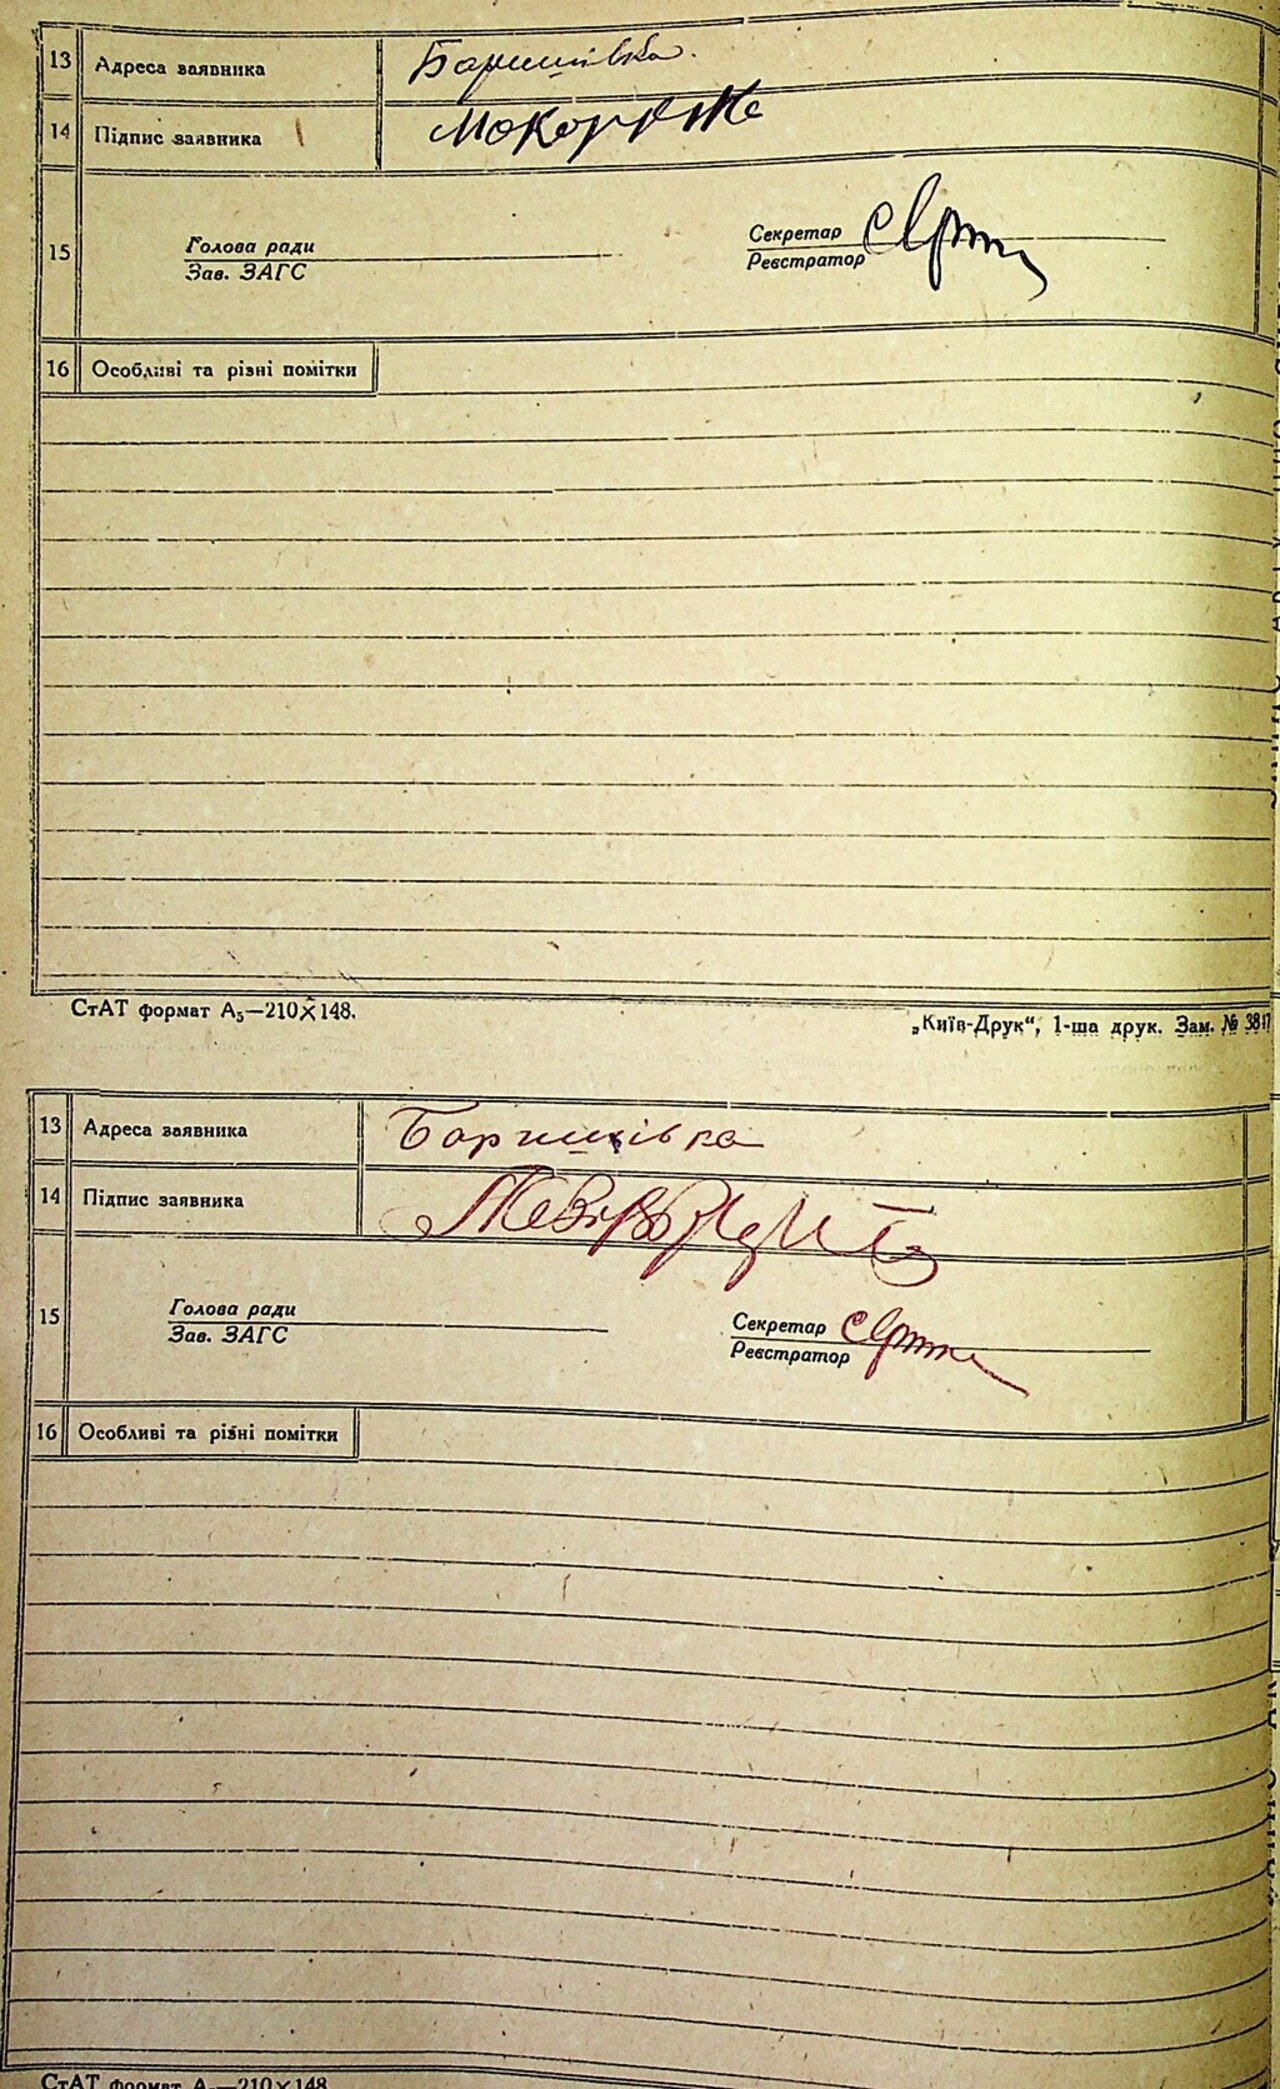 13 Адреса заявника Баришівка.
14 Підпис заявника
15 Голова ради Секретар
Зав. ЗАГС Реєстратор
16 Особливі та різні помітки
СтАТ формат А₅—210×148.
„Київ-Друк“, 1-ша друк. Зам. № 3847
13 Адреса заявника Баришівка
14 Підпис заявника
15 Голова ради Секретар
Зав. ЗАГС Реєстратор
16 Особливі та різні помітки
СтАТ формат А₅—210×148